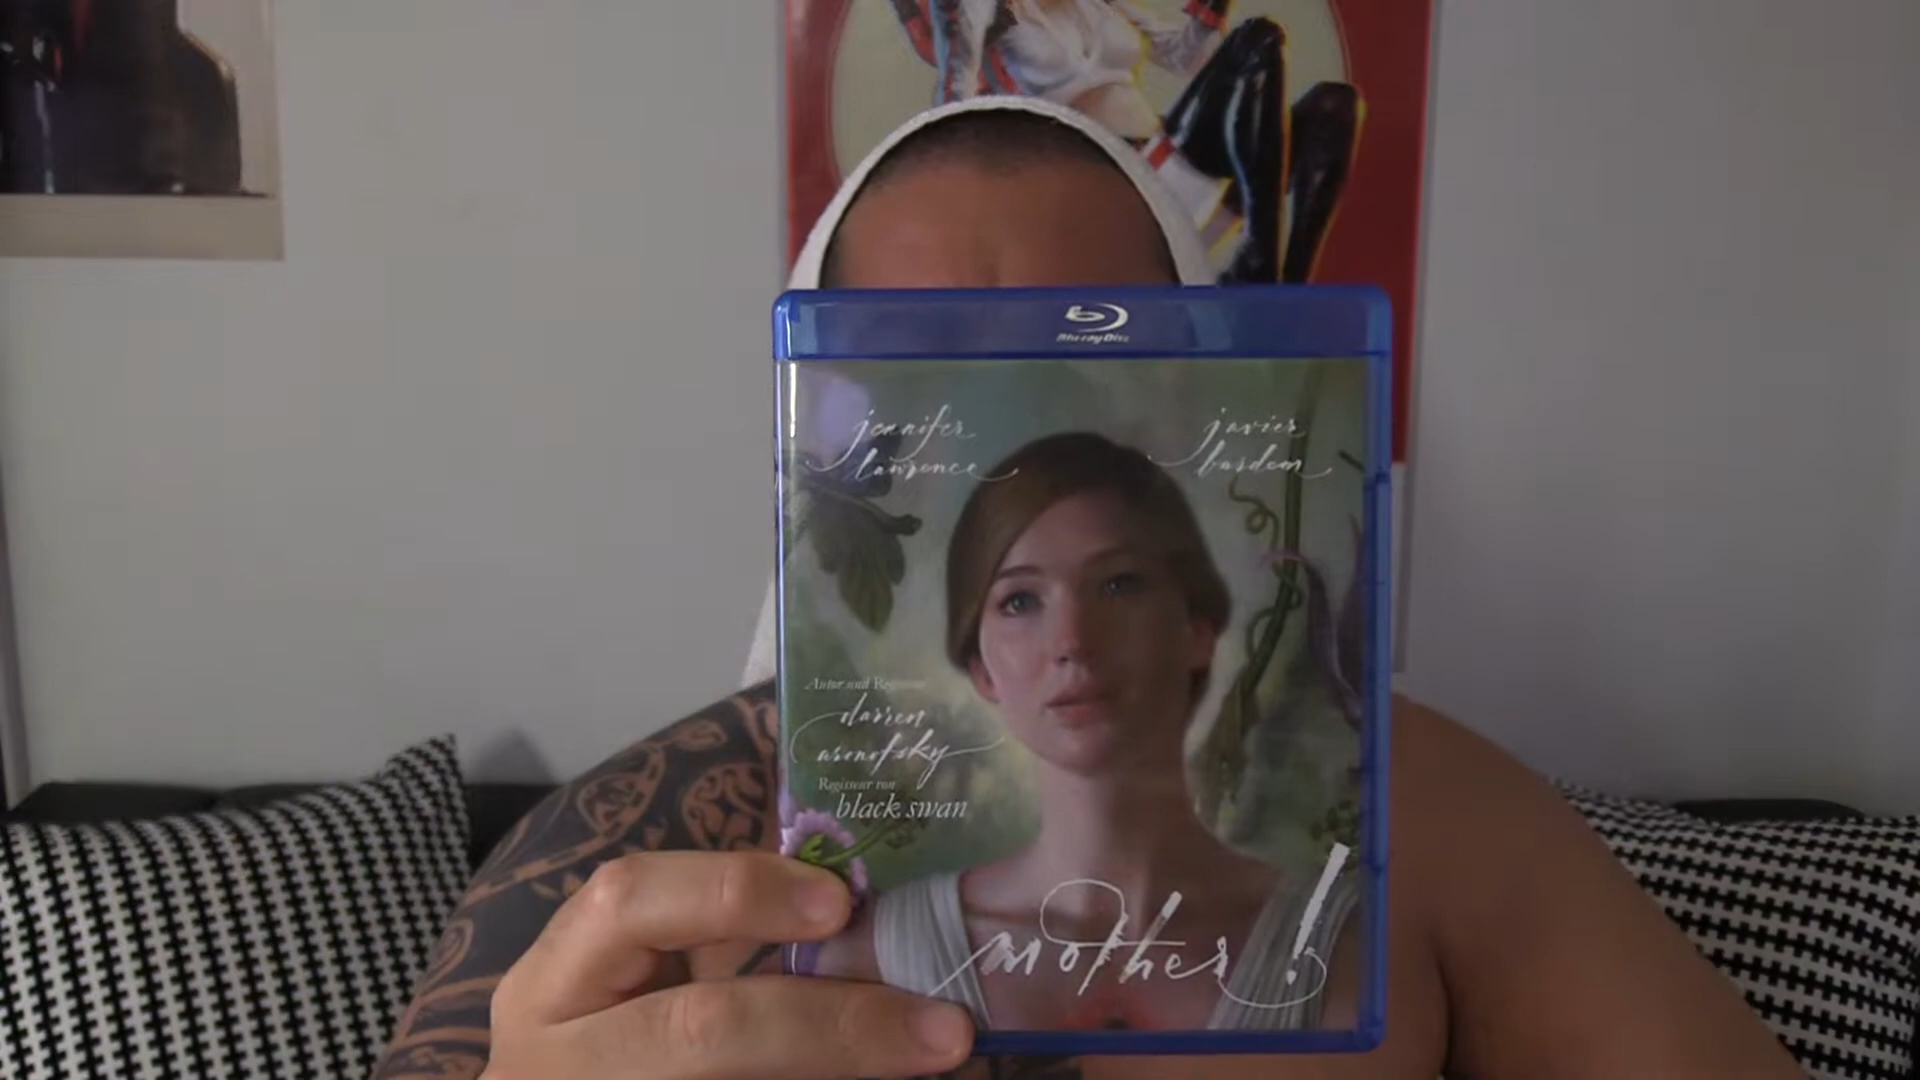 Blu-ray Disc
jennifer
lawrence
javier
bardem
Autor und Regisseur
darren
aronofsky
Regisseur von
black swan
mother!